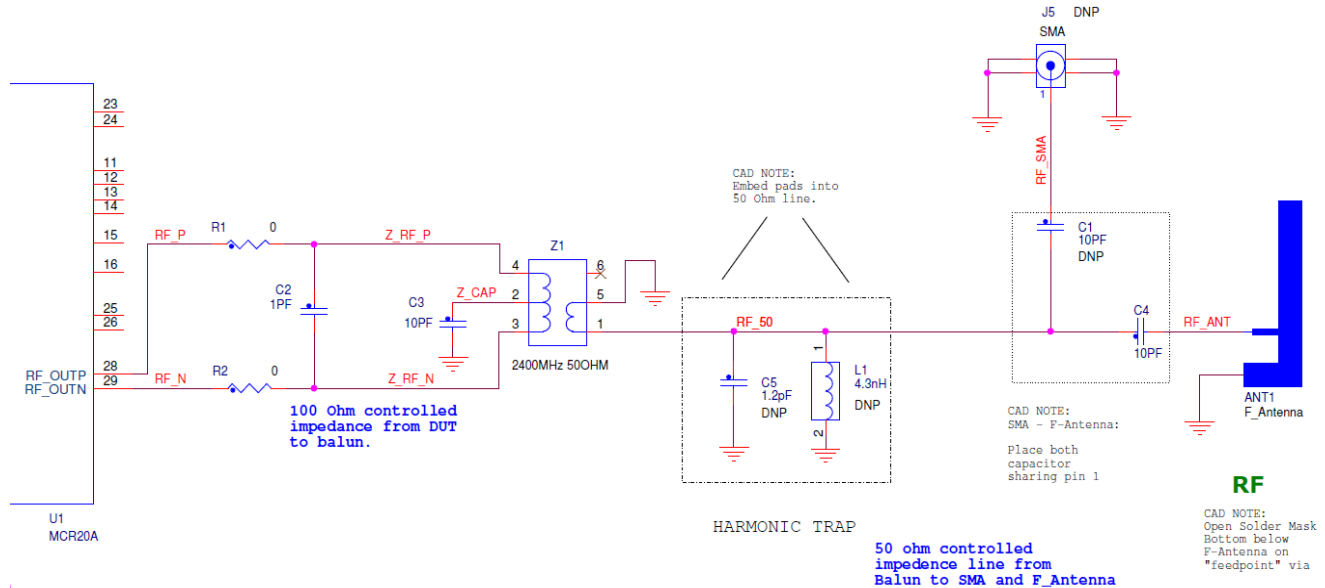 J5 DNP
SMA
1
RF_SMA
CAD NOTE:
Embed pads into
50 Ohm line.
C1
10PF
DNP
23
24
11
12
13
14
15
16
25
26
28
29
RF_OUTP
RF_OUTN
U1
MCR20A
RF_P
R1 0
Z_RF_P
C2
1PF
RF_N
R2 0
Z_RF_N
C3
10PF
Z_CAP
Z1
4
2
3
6
5
1
2400MHz 50OHM
100 Ohm controlled
impedance from DUT
to balun.
RF_50
C5
1.2pF
DNP
1
L1
4.3nH
DNP
2
HARMONIC TRAP
C4
10PF
RF_ANT
ANT1
F_Antenna
CAD NOTE:
SMA - F-Antenna:
Place both
capacitor
sharing pin 1
RF
CAD NOTE:
Open Solder Mask
Bottom below
F-Antenna on
"feedpoint" via
50 ohm controlled
impedence line from
Balun to SMA and F_Antenna